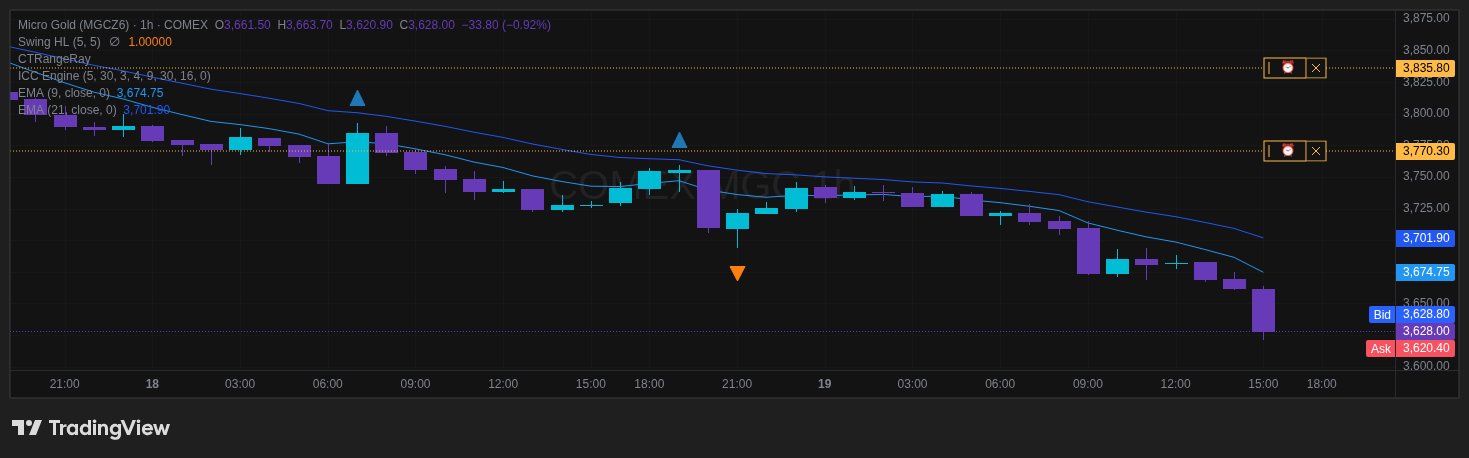 Micro Gold (MGCZ6) · 1h · COMEX O3,661.50 H3,663.70 L3,620.90 C3,628.00 −33.80 (−0.92%)
Swing HL (5, 5) ∅ 1.00000
CTRangeRay
ICC Engine (5, 30, 3, 4, 9, 30, 16, 0)
EMA (9, close, 0) 3,674.75
EMA (21, close, 0) 3,701.90
3,875.00
3,850.00
3,835.80
3,825.00
3,800.00
3,770.30
3,750.00
3,725.00
3,701.90
3,674.75
3,650.00
Bid 3,628.80
3,628.00
Ask 3,620.40
3,600.00
COMEX:MGC, 1h
21:00 18 03:00 06:00 09:00 12:00 15:00 18:00 21:00 19 03:00 06:00 09:00 12:00 15:00 18:00
TradingView